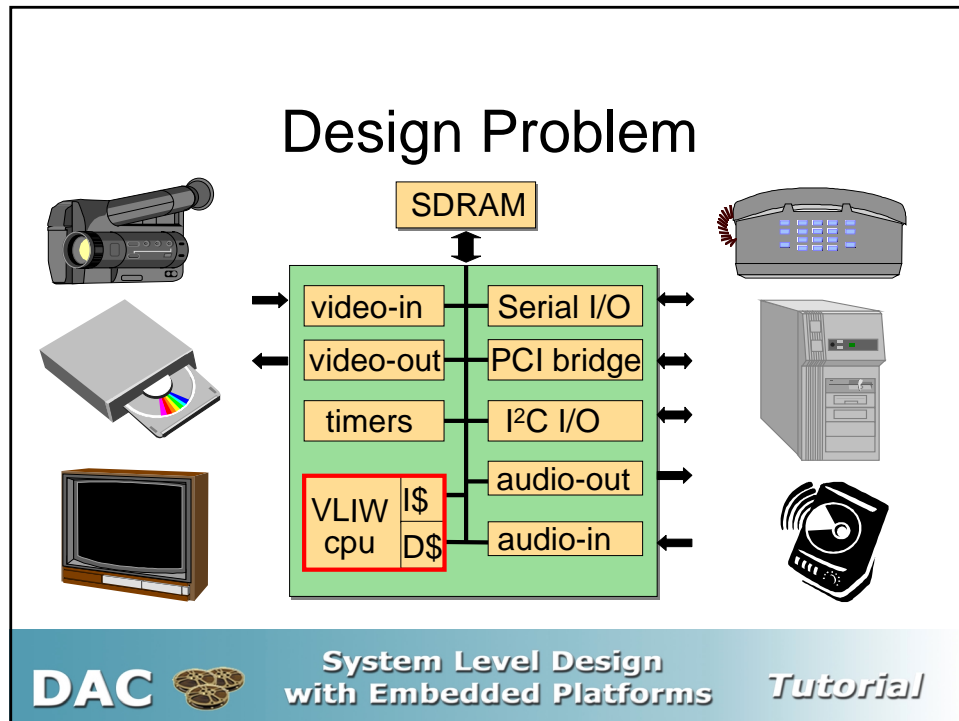 Design Problem
SDRAM
video-in
Serial I/O
video-out
PCI bridge
timers
I²C I/O
VLIW
cpu
I$
D$
audio-out
audio-in
DAC
System Level Design
with Embedded Platforms
Tutorial